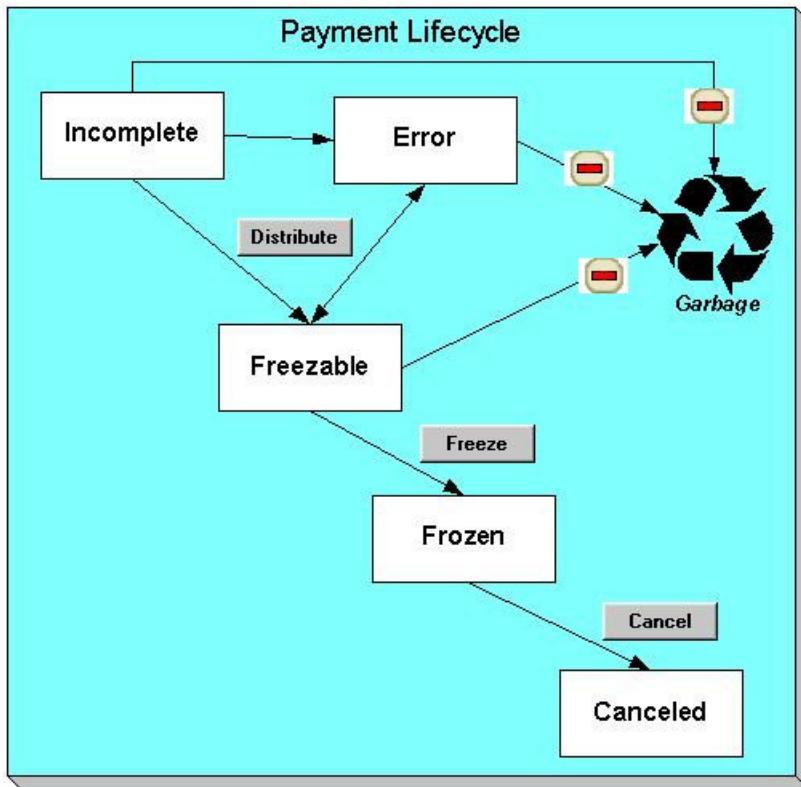 Payment Lifecycle
Incomplete
Error
Distribute
Garbage
Freezable
Freeze
Frozen
Cancel
Canceled